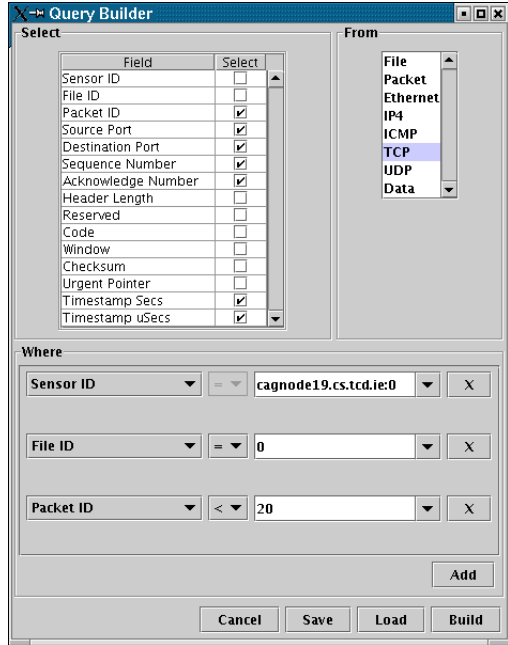 Query Builder
Select
From
Field Select
Sensor ID
File ID
Packet ID
Source Port
Destination Port
Sequence Number
Acknowledge Number
Header Length
Reserved
Code
Window
Checksum
Urgent Pointer
Timestamp Secs
Timestamp uSecs
File
Packet
Ethernet
IP4
ICMP
TCP
UDP
Data
Where
Sensor ID = cagnode19.cs.tcd.ie:0 X
File ID = 0 X
Packet ID < 20 X
Add
Cancel Save Load Build